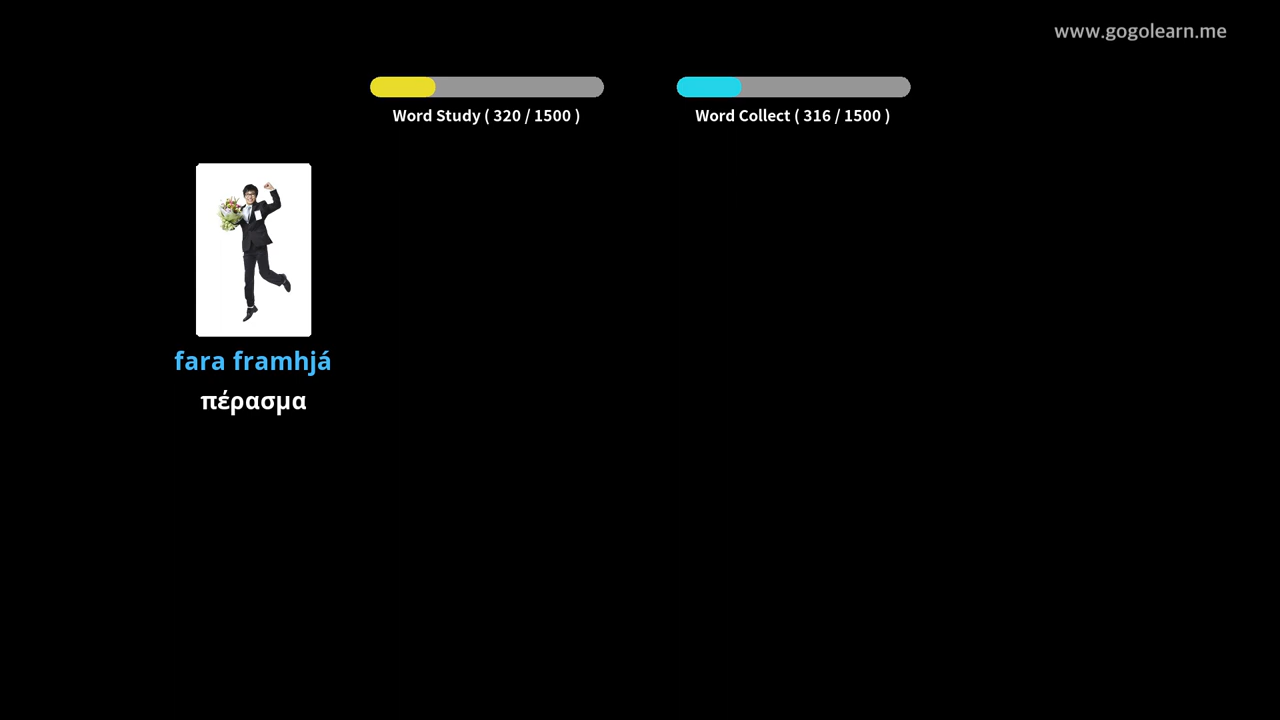 www.gogolearn.me
Word Study ( 320 / 1500 )
Word Collect ( 316 / 1500 )
fara framhjá
πέρασμα